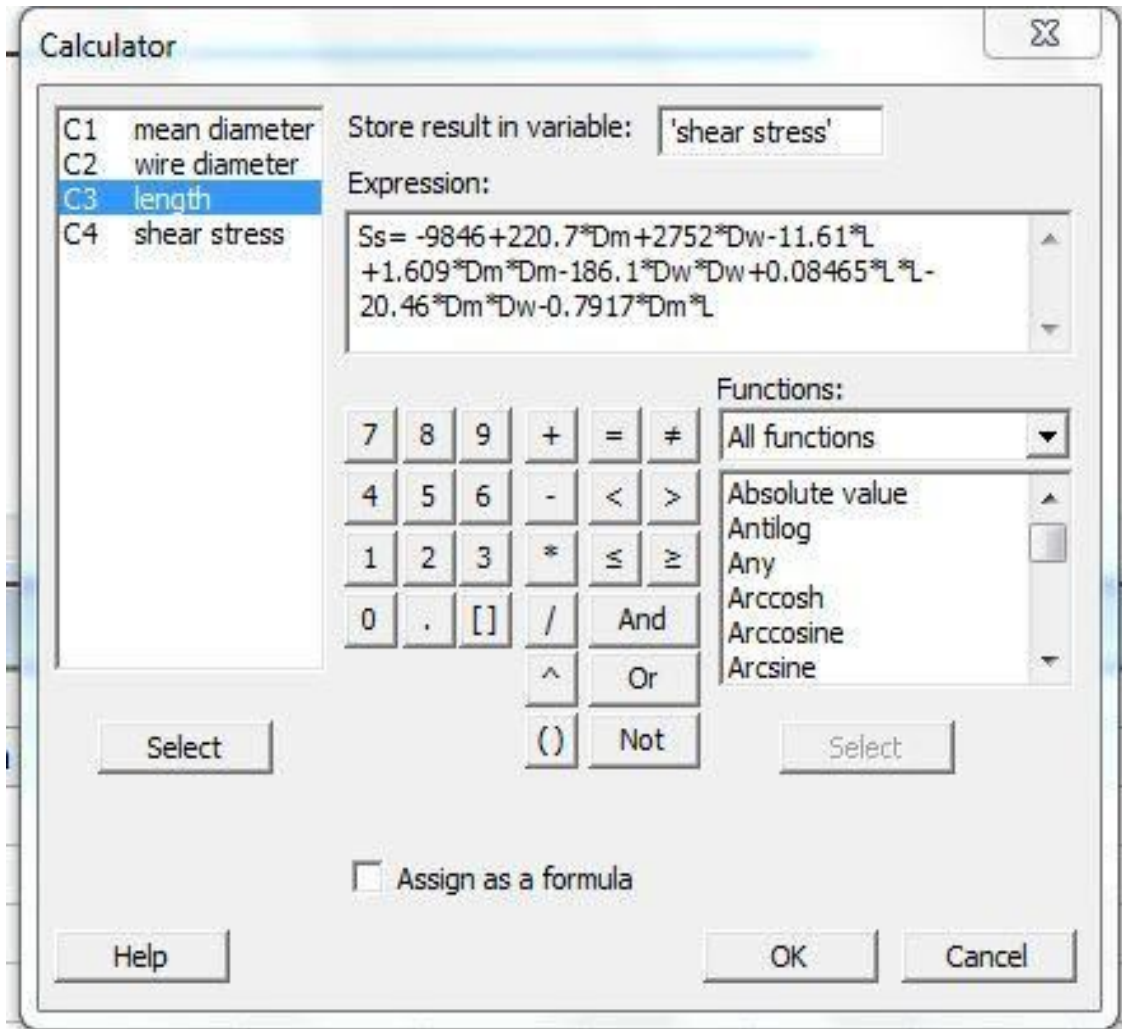 Calculator
C1 mean diameter
C2 wire diameter
C3 length
C4 shear stress
Store result in variable: 'shear stress'
Expression:
Ss= -9846+220.7*Dm+2752*Dw-11.61*L
+1.609*Dm*Dm-186.1*Dw*Dw+0.08465*L*L-
20.46*Dm*Dw-0.7917*Dm*L
Functions:
All functions
7 8 9 + = ≠
4 5 6 - < >
1 2 3 * ≤ ≥
0 . [] / And
^ Or
() Not
Absolute value
Antilog
Any
Arccosh
Arccosine
Arcsine
Select
Select
Assign as a formula
Help
OK
Cancel